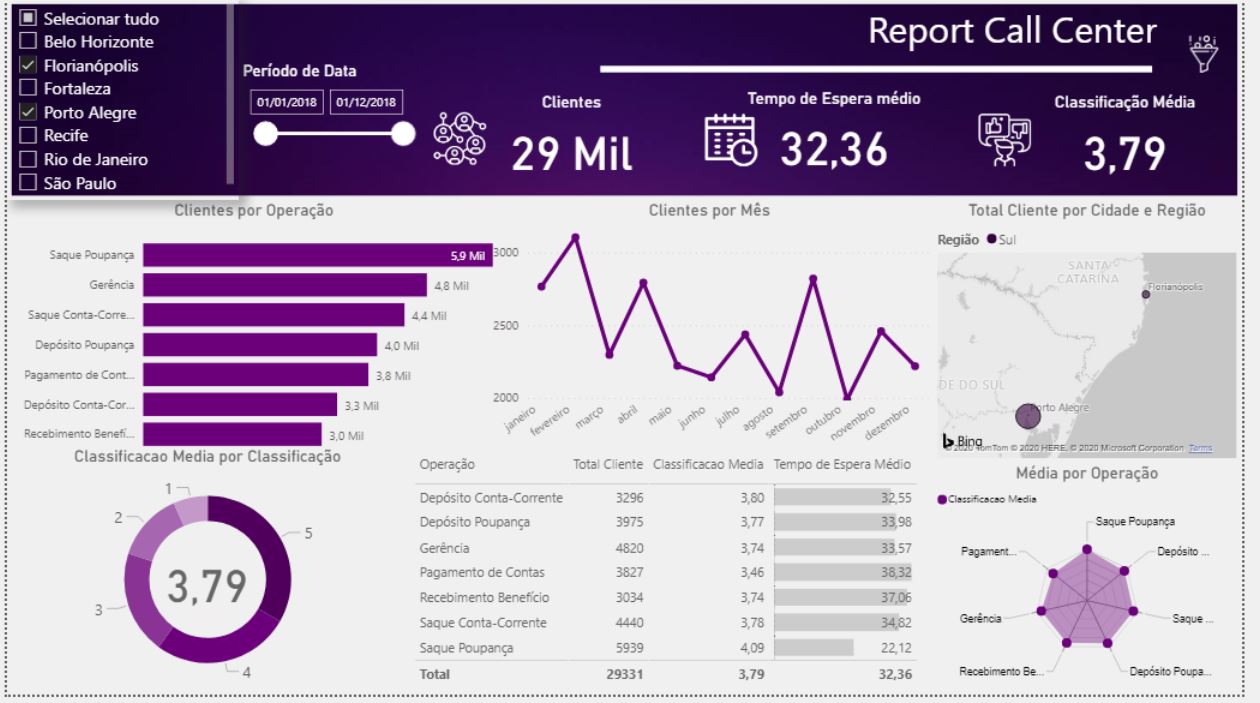 Selecionar tudo
Belo Horizonte
Florianópolis
Fortaleza
Porto Alegre
Recife
Rio de Janeiro
São Paulo
Período de Data
01/01/2018 01/12/2018
Report Call Center
Clientes
29 Mil
Tempo de Espera médio
32,36
Classificação Média
3,79
Clientes por Operação
Saque Poupança 5,9 Mil
Gerência 4,8 Mil
Saque Conta-Corre... 4,4 Mil
Depósito Poupança 4,0 Mil
Pagamento de Cont... 3,8 Mil
Depósito Conta-Cor... 3,3 Mil
Recebimento Benefí... 3,0 Mil
Clientes por Mês
3000
2500
2000
janeiro fevereiro março abril maio junho julho agosto setembro outubro novembro dezembro
Total Cliente por Cidade e Região
Região Sul
SANTA
CATARINA
Florianópolis
DE DO SUL
Porto Alegre
Bing
© 2020 TomTom © 2020 HERE, © 2020 Microsoft Corporation Terms
Classificacao Media por Classificação
1
2
3
4
5
3,79
Operação Total Cliente Classificacao Media Tempo de Espera Médio
Depósito Conta-Corrente 3296 3,80 32,55
Depósito Poupança 3975 3,77 33,98
Gerência 4820 3,74 33,57
Pagamento de Contas 3827 3,46 38,32
Recebimento Benefício 3034 3,74 37,06
Saque Conta-Corrente 4440 3,78 34,82
Saque Poupança 5939 4,09 22,12
Total 29331 3,79 32,36
Média por Operação
Classificacao Media
Saque Poupança
Pagament... Depósito ...
Gerência Saque ...
Recebimento Be... Depósito Poupa...